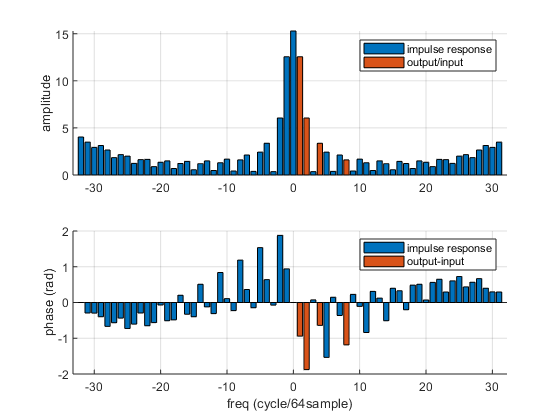 15
10
5
0
amplitude
impulse response
output/input
-30 -20 -10 0 10 20 30
2
1
0
-1
-2
phase (rad)
impulse response
output-input
-30 -20 -10 0 10 20 30
freq (cycle/64sample)